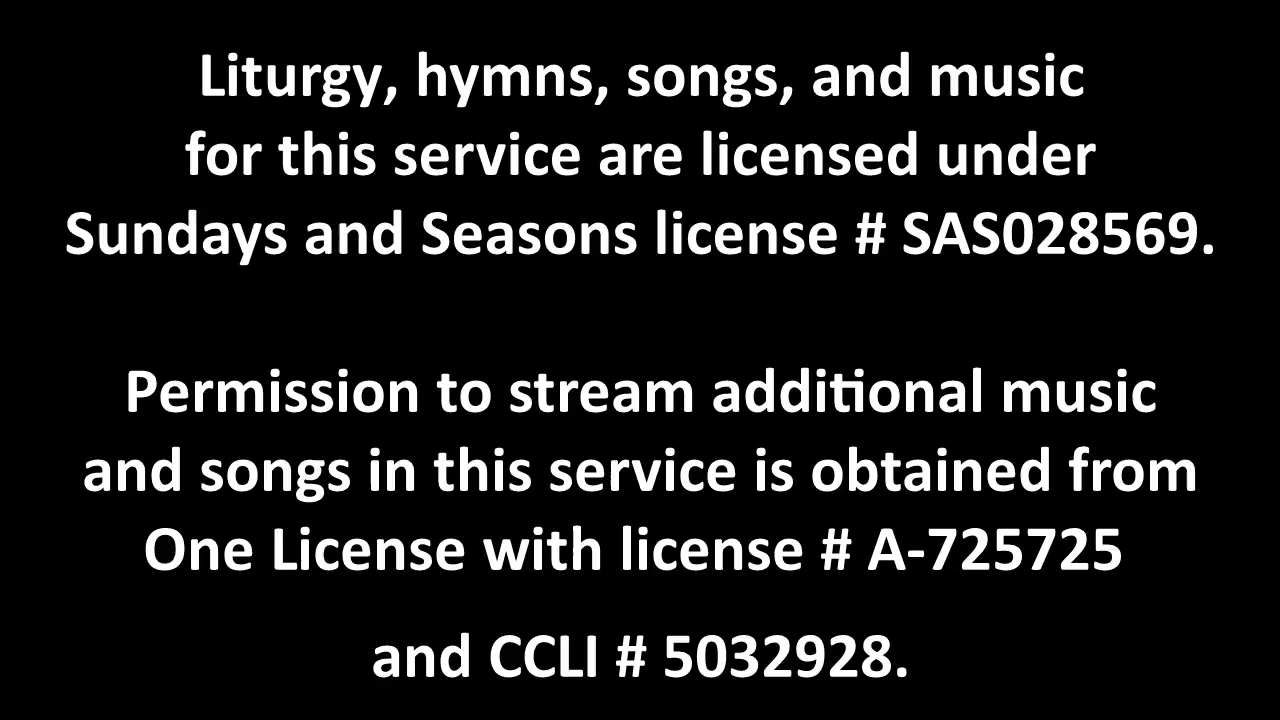 Liturgy, hymns, songs, and music
for this service are licensed under
Sundays and Seasons license # SAS028569.
Permission to stream additional music
and songs in this service is obtained from
One License with license # A-725725
and CCLI # 5032928.